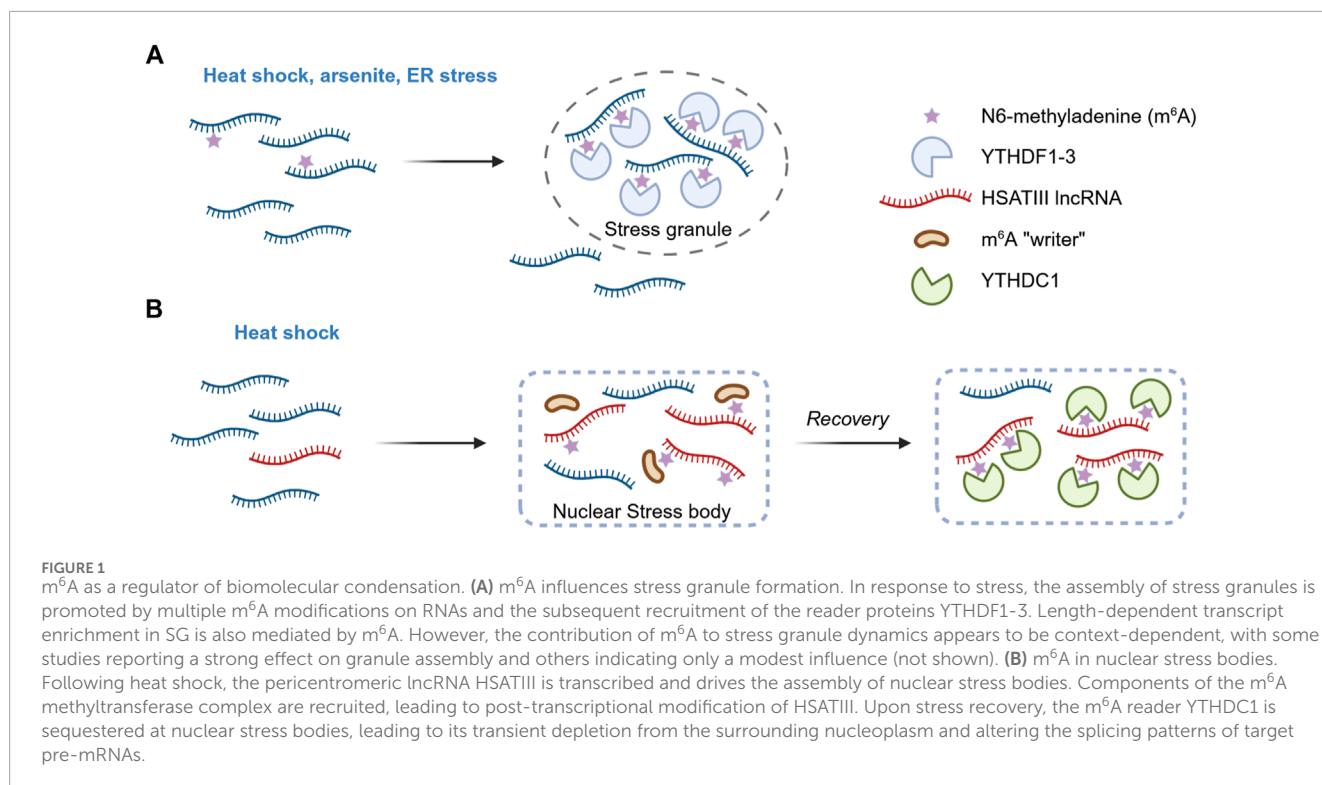 A
Heat shock, arsenite, ER stress
Stress granule
N6-methyladenine (m⁶A)
YTHDF1-3
HSATIII lncRNA
m⁶A "writer"
YTHDC1
B
Heat shock
Nuclear Stress body
Recovery
FIGURE 1
m⁶A as a regulator of biomolecular condensation. (A) m⁶A influences stress granule formation. In response to stress, the assembly of stress granules is
promoted by multiple m⁶A modifications on RNAs and the subsequent recruitment of the reader proteins YTHDF1-3. Length-dependent transcript
enrichment in SG is also mediated by m⁶A. However, the contribution of m⁶A to stress granule dynamics appears to be context-dependent, with some
studies reporting a strong effect on granule assembly and others indicating only a modest influence (not shown). (B) m⁶A in nuclear stress bodies.
Following heat shock, the pericentromeric lncRNA HSATIII is transcribed and drives the assembly of nuclear stress bodies. Components of the m⁶A
methyltransferase complex are recruited, leading to post-transcriptional modification of HSATIII. Upon stress recovery, the m⁶A reader YTHDC1 is
sequestered at nuclear stress bodies, leading to its transient depletion from the surrounding nucleoplasm and altering the splicing patterns of target
pre-mRNAs.